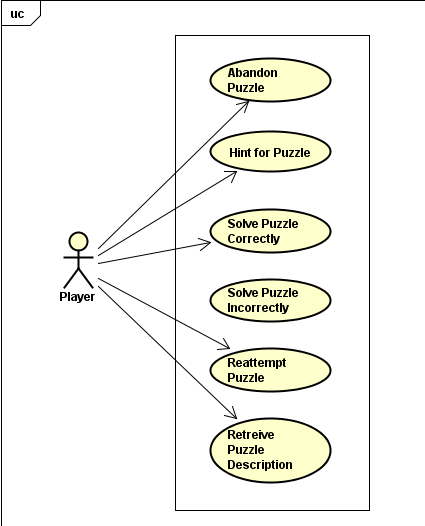 uc
Abandon
Puzzle
Hint for Puzzle
Solve Puzzle
Correctly
Player
Solve Puzzle
Incorrectly
Reattempt
Puzzle
Retreive
Puzzle
Description